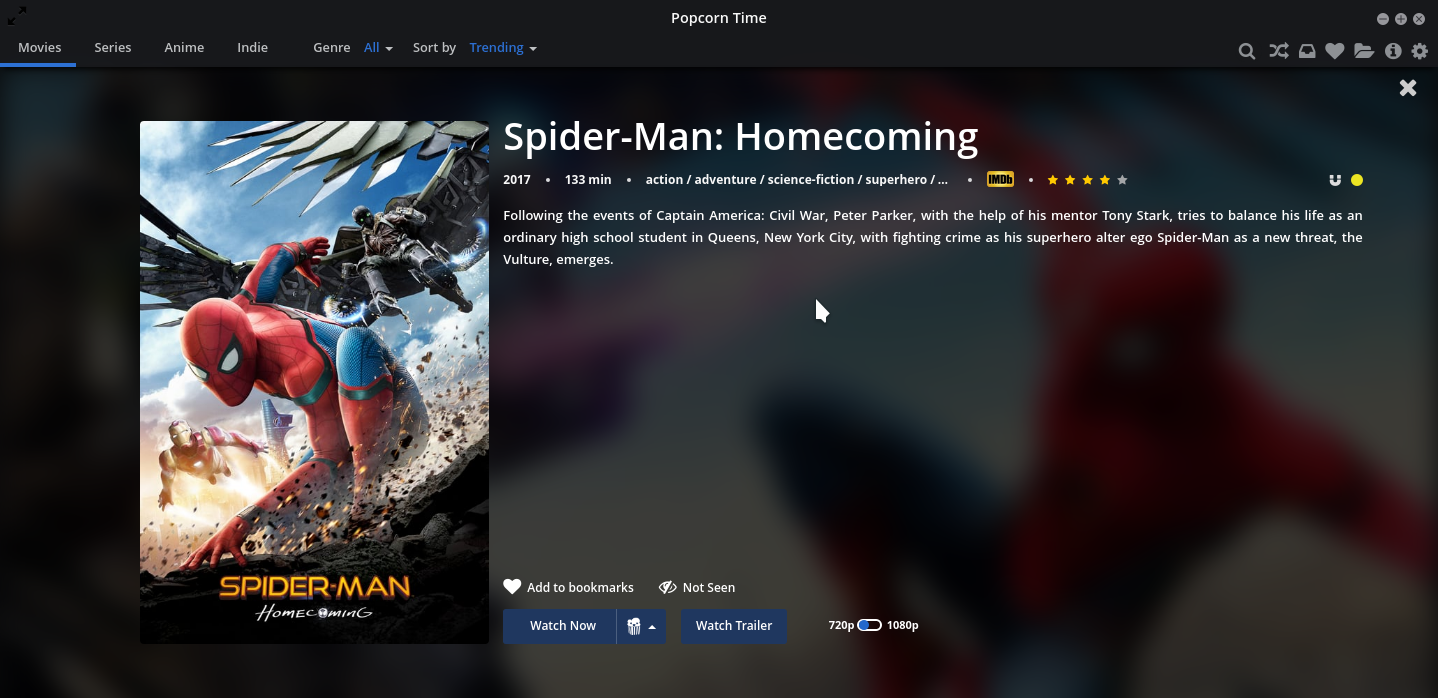 Popcorn Time
Movies Series Anime Indie Genre All Sort by Trending
Spider-Man: Homecoming
2017 • 133 min • action / adventure / science-fiction / superhero / ... • IMDb •
Following the events of Captain America: Civil War, Peter Parker, with the help of his mentor Tony Stark, tries to balance his life as an
ordinary high school student in Queens, New York City, with fighting crime as his superhero alter ego Spider-Man as a new threat, the
Vulture, emerges.
SPIDER-MAN
HOMECOMING
Add to bookmarks Not Seen
Watch Now Watch Trailer 720p 1080p